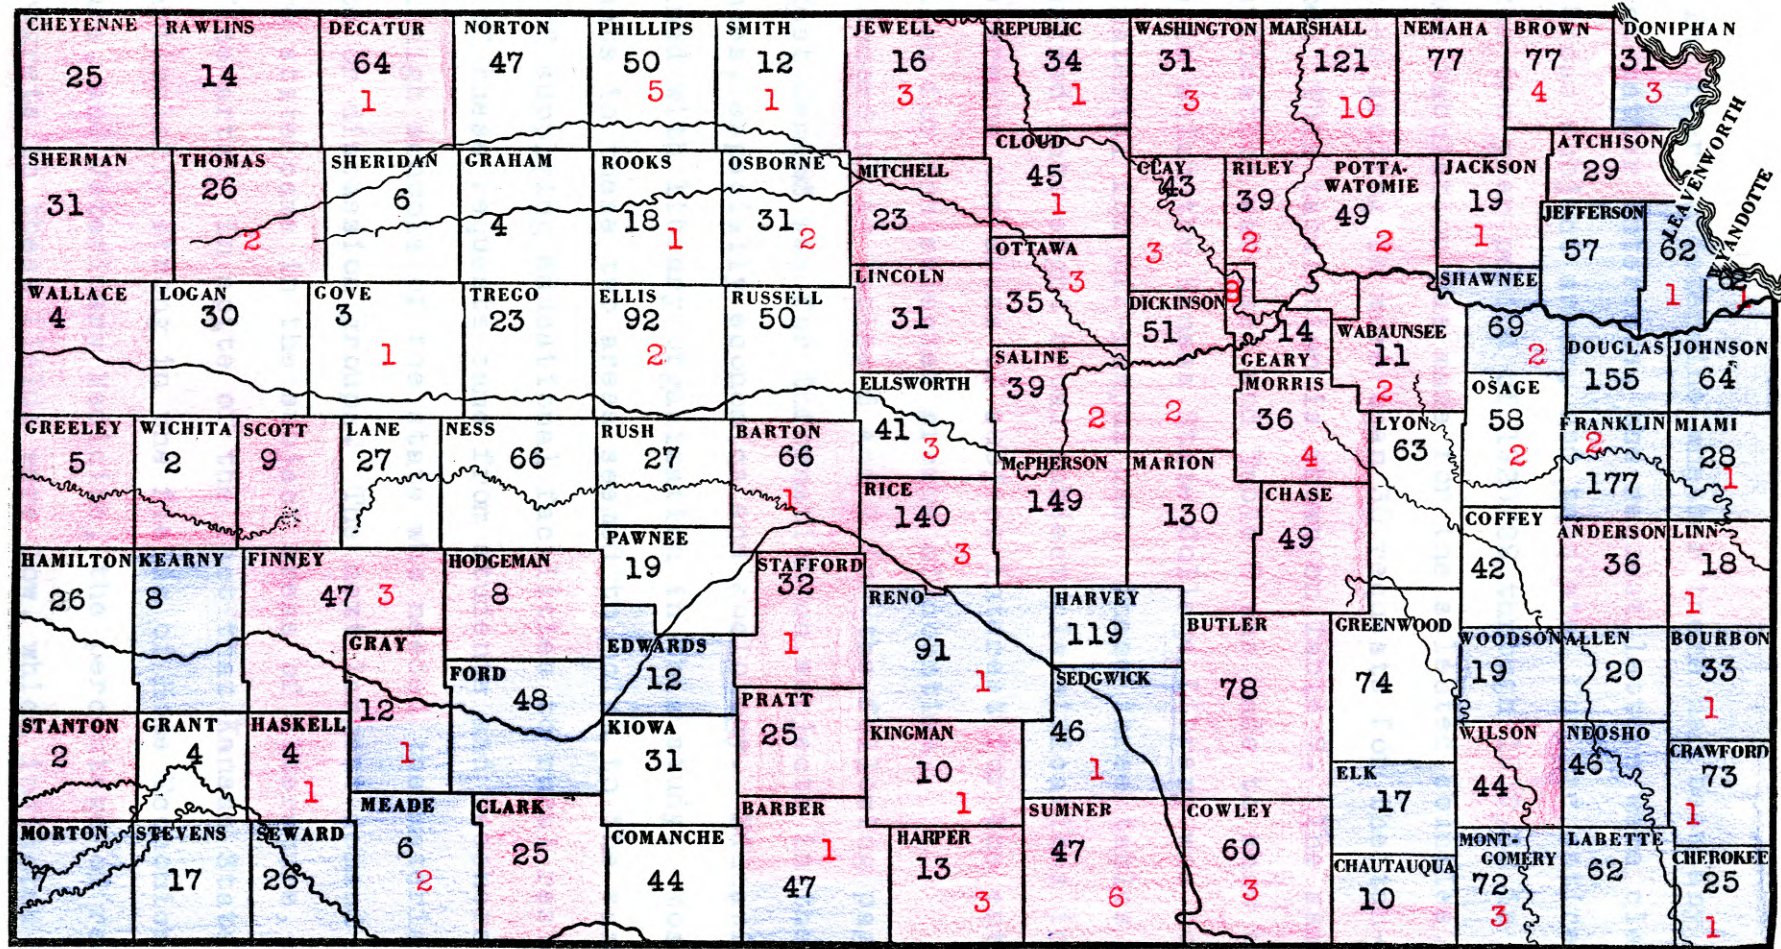 CHEYENNE RAWLINS DECATUR NORTON PHILLIPS SMITH JEWELL REPUBLIC WASHINGTON MARSHALL NEMAHA BROWN DONIPHAN
25 14 64 47 50 12 16 34 31 121 77 77 31
1 5 1 3 1 3 10 4 3
SHERMAN THOMAS SHERIDAN GRAHAM ROOKS OSBORNE MITCHELL CLOUD CLAY RILEY POTTA-
WATOMIE JACKSON ATCHISON
31 26 6 4 18 31 23 45 43 39 49 19 29
2 1 2 1 3 2 2 1
JEFFERSON LEAVENWORTH WYANDOTTE
57 62
1 1
WALLACE LOGAN GOVE TREGO ELLIS RUSSELL LINCOLN OTTAWA DICKINSON GEARY WABAUNSEE SHAWNEE DOUGLAS JOHNSON
4 30 3 23 92 50 31 35 51 14 11 69 155 64
1 2 3 2 8 2 2
GREELEY WICHITA SCOTT LANE NESS RUSH BARTON ELLSWORTH SALINE MORRIS LYON OSAGE FRANKLIN MIAMI
5 2 9 27 66 27 66 41 39 36 63 58 177 28
1 3 2 4 2 2 1
RICE McPHERSON MARION CHASE COFFEY ANDERSON LINN
140 149 130 49 42 36 18
3 1
HAMILTON KEARNY FINNEY HODGEMAN PAWNEE STAFFORD
26 8 47 8 19 32
3 1
GRAY FORD EDWARDS RENO HARVEY BUTLER GREENWOOD WOODSON ALLEN BOURBON
12 48 12 91 119 78 74 19 20 33
1 1 1
STANTON GRANT HASKELL KIOWA PRATT KINGMAN SEDGWICK ELK WILSON NEOSHO CRAWFORD
2 4 4 31 25 10 46 17 44 46 73
1 1 1 1
MORTON STEVENS SEWARD MEADE CLARK COMANCHE BARBER HARPER SUMNER COWLEY CHAUTAUQUA MONT-
GOMERY LABETTE CHEROKEE
17 26 6 25 44 47 13 47 60 10 72 62 25
2 1 3 6 3 3 1